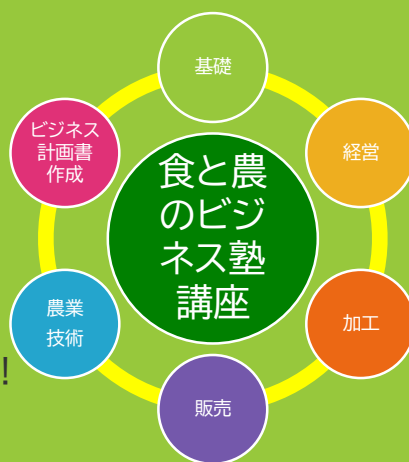 基礎
経営
加工
販売
農業
技術
ビジネス
計画書
作成
食と農
のビジ
ネス塾
講座
!